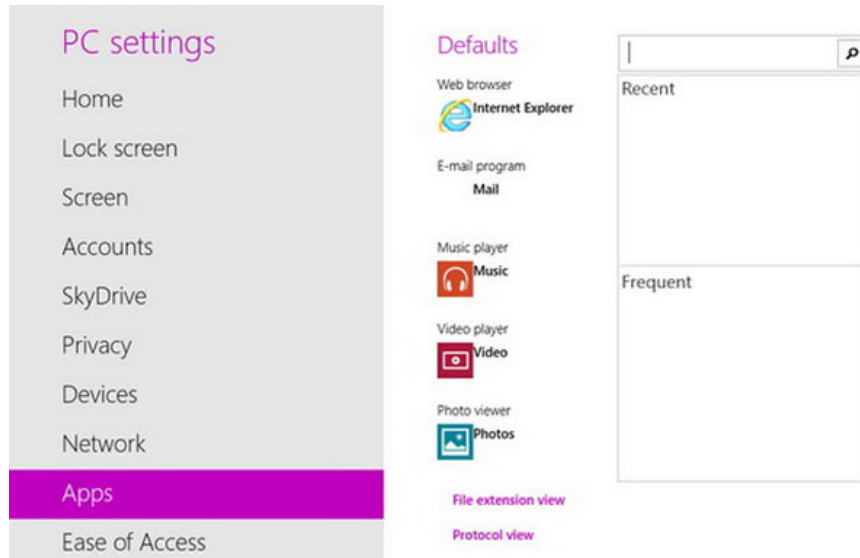 PC settings
Home
Lock screen
Screen
Accounts
SkyDrive
Privacy
Devices
Network
Apps
Ease of Access
Defaults
Web browser
Internet Explorer
E-mail program
Mail
Music player
Music
Video player
Video
Photo viewer
Photos
File extension view
Protocol view
Recent
Frequent